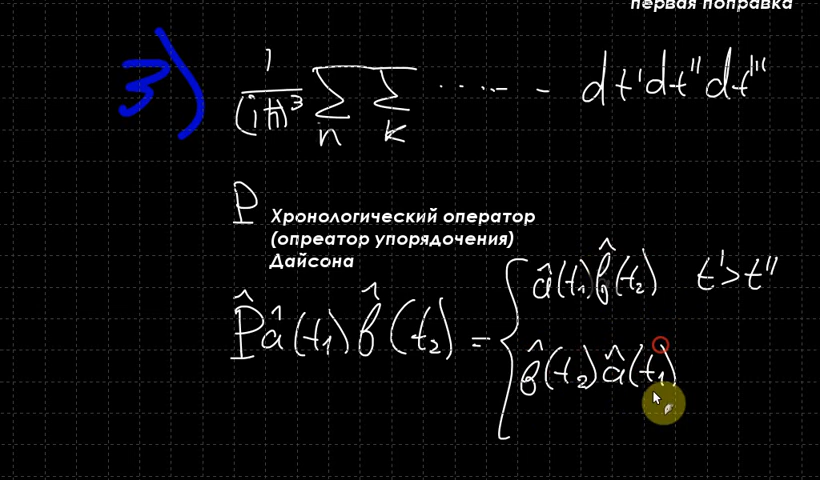 первая поправка
3)
1/(iħ)³ ∑n ∑k ..... - dt'dt''dt'''
P
Хронологический оператор
(опреатор упорядочения)
Дайсона
P̂â(t₁)b̂(t₂) = { â(t₁)b̂(t₂) t'>t''
b̂(t₂)â(t₁)